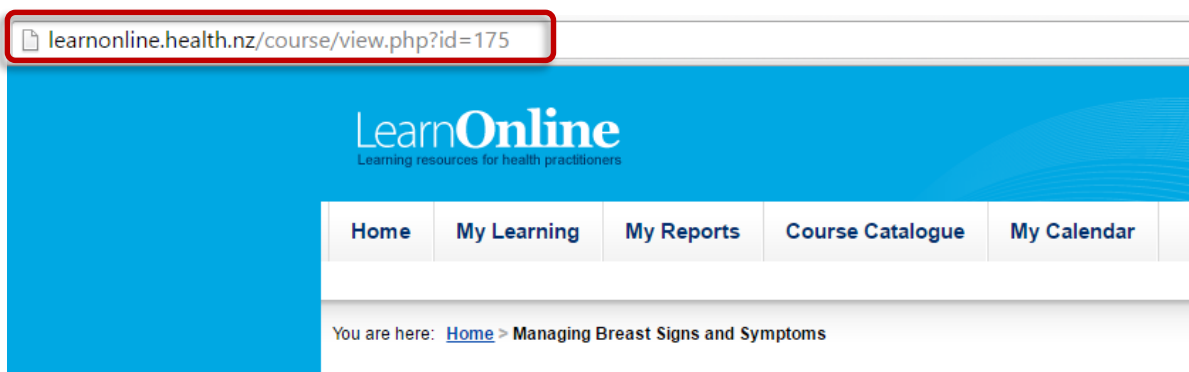 learnonline.health.nz/course/view.php?id=175
LearnOnline
Learning resources for health practitioners
Home My Learning My Reports Course Catalogue My Calendar
You are here: Home > Managing Breast Signs and Symptoms